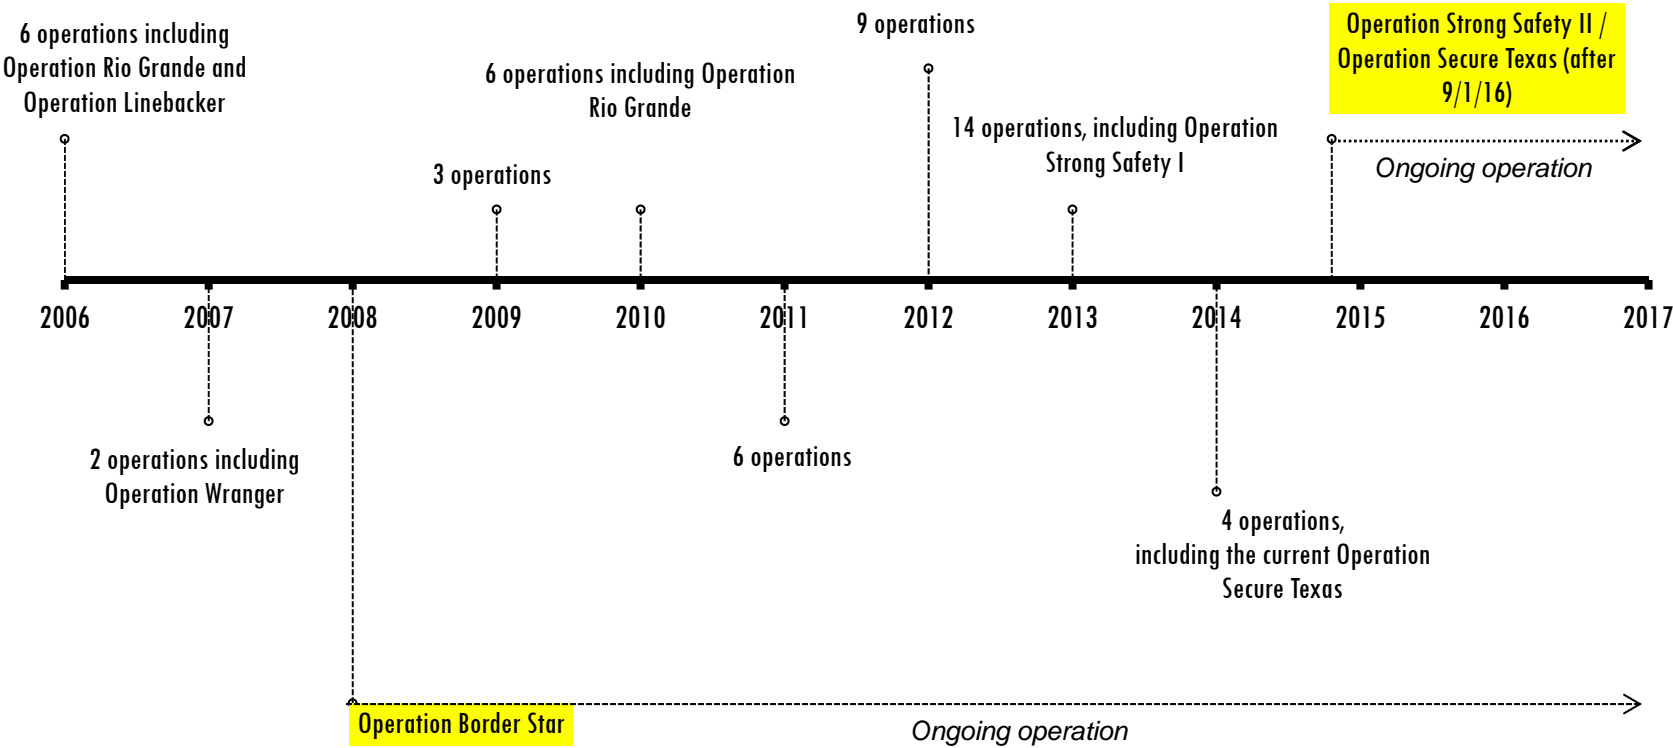 6 operations including
Operation Rio Grande and
Operation Linebacker
6 operations including Operation
Rio Grande
9 operations
Operation Strong Safety II /
Operation Secure Texas (after
9/1/16)
3 operations
14 operations, including Operation
Strong Safety I
Ongoing operation
2006
2007
2008
2009
2010
2011
2012
2013
2014
2015
2016
2017
2 operations including
Operation Wranger
6 operations
4 operations,
including the current Operation
Secure Texas
Operation Border Star
Ongoing operation